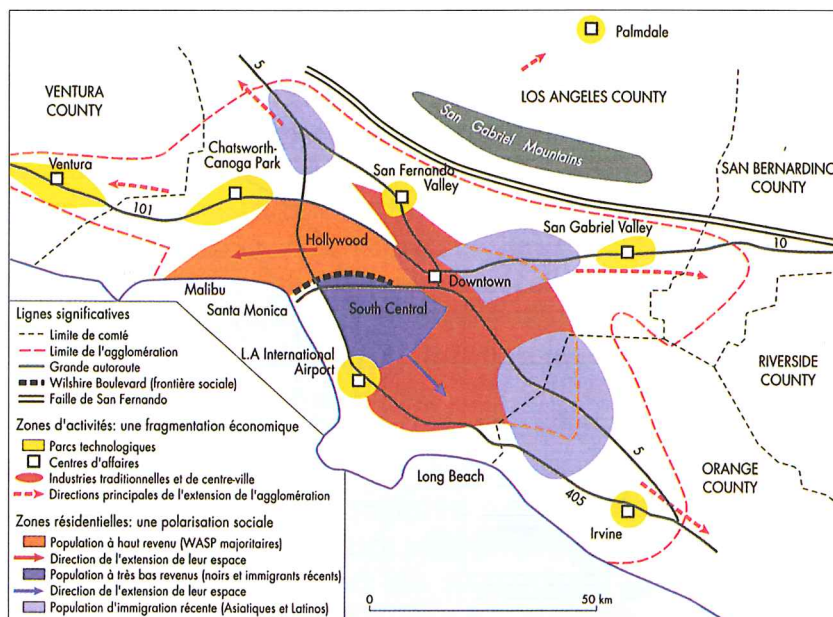 Palmdale
5
VENTURA
COUNTY
LOS ANGELES COUNTY
San Gabriel Mountains
Chatsworth-
Canoga Park
Ventura
San Fernando
Valley
SAN BERNARDINO
COUNTY
101
San Gabriel Valley
10
Hollywood
Downtown
Malibu
Santa Monica
South Central
L.A International
Airport
RIVERSIDE
COUNTY
5
ORANGE
COUNTY
Long Beach
405
Irvine
Lignes significatives
Limite de comté
Limite de l'agglomération
Grande autoroute
Wilshire Boulevard (frontière sociale)
Faille de San Fernando
Zones d'activités: une fragmentation économique
Parcs technologiques
Centres d'affaires
Industries traditionnelles et de centre-ville
Directions principales de l'extension de l'agglomération
Zones résidentielles: une polarisation sociale
Population à haut revenu (WASP majoritaires)
Direction de l'extension de leur espace
Population à très bas revenus (noirs et immigrants récents)
Direction de l'extension de leur espace
Population d'immigration récente (Asiatiques et Latinos)
0 50 km